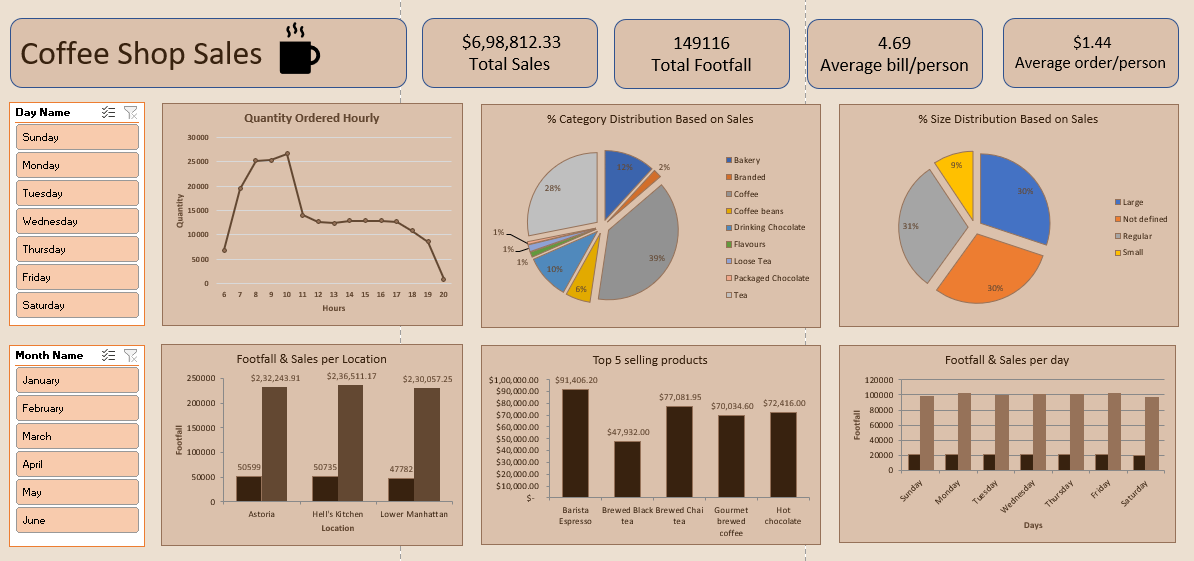 Coffee Shop Sales
$6,98,812.33
Total Sales
149116
Total Footfall
4.69
Average bill/person
$1.44
Average order/person
Day Name
Sunday
Monday
Tuesday
Wednesday
Thursday
Friday
Saturday
Quantity Ordered Hourly
30000
25000
20000
15000
10000
5000
0
Quantity
6 7 8 9 10 11 12 13 14 15 16 17 18 19 20
Hours
% Category Distribution Based on Sales
12%
2%
39%
6%
10%
1%
1%
1%
28%
Bakery
Branded
Coffee
Coffee beans
Drinking Chocolate
Flavours
Loose Tea
Packaged Chocolate
Tea
% Size Distribution Based on Sales
30%
30%
31%
9%
Large
Not defined
Regular
Small
Month Name
January
February
March
April
May
June
Footfall & Sales per Location
250000
200000
150000
100000
50000
0
Footfall
$2,32,243.91
$2,36,511.17
$2,30,057.25
50599
50735
47782
Astoria
Hell's Kitchen
Lower Manhattan
Location
Top 5 selling products
$1,00,000.00
$90,000.00
$80,000.00
$70,000.00
$60,000.00
$50,000.00
$40,000.00
$30,000.00
$20,000.00
$10,000.00
$-
$91,406.20
$47,932.00
$77,081.95
$70,034.60
$72,416.00
Barista
Espresso
Brewed Black
tea
Brewed Chai
tea
Gourmet
brewed
coffee
Hot
chocolate
Footfall & Sales per day
120000
100000
80000
60000
40000
20000
0
Footfall
Sunday
Monday
Tuesday
Wednesday
Thursday
Friday
Saturday
Days